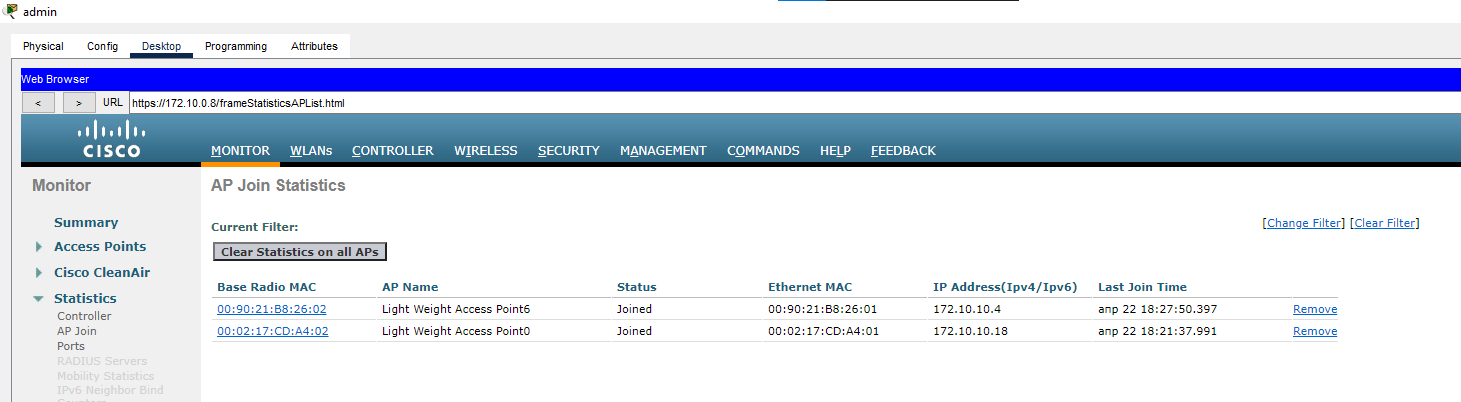 admin
Physical Config Desktop Programming Attributes
Web Browser
< > URL https://172.10.0.8/frameStatisticsAPList.html
CISCO
MONITOR WLANs CONTROLLER WIRELESS SECURITY MANAGEMENT COMMANDS HELP FEEDBACK
Monitor
Summary
Access Points
Cisco CleanAir
Statistics
Controller
AP Join
Ports
RADIUS Servers
Mobility Statistics
IPv6 Neighbor Bind
AP Join Statistics
Current Filter: [Change Filter] [Clear Filter]
Clear Statistics on all APs
Base Radio MAC AP Name Status Ethernet MAC IP Address(Ipv4/Ipv6) Last Join Time
00:90:21:B8:26:02 Light Weight Access Point6 Joined 00:90:21:B8:26:01 172.10.10.4 апр 22 18:27:50.397 Remove
00:02:17:CD:A4:02 Light Weight Access Point0 Joined 00:02:17:CD:A4:01 172.10.10.18 апр 22 18:21:37.991 Remove